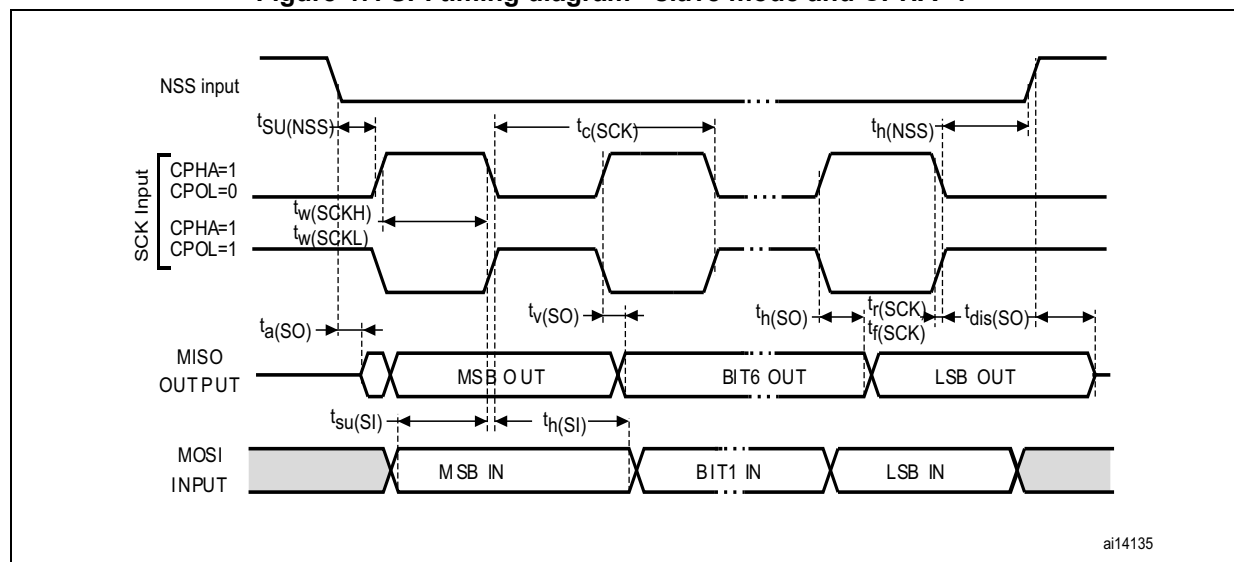 NSS input
tSU(NSS)
tc(SCK)
th(NSS)
SCK Input
CPHA=1
CPOL=0
tw(SCKH)
CPHA=1
tw(SCKL)
CPOL=1
ta(SO)
tv(SO)
th(SO)
tr(SCK)
tf(SCK)
tdis(SO)
MISO
OUTPUT
MSB OUT
BIT6 OUT
LSB OUT
tsu(SI)
th(SI)
MOSI
INPUT
MSB IN
BIT1 IN
LSB IN
ai14135